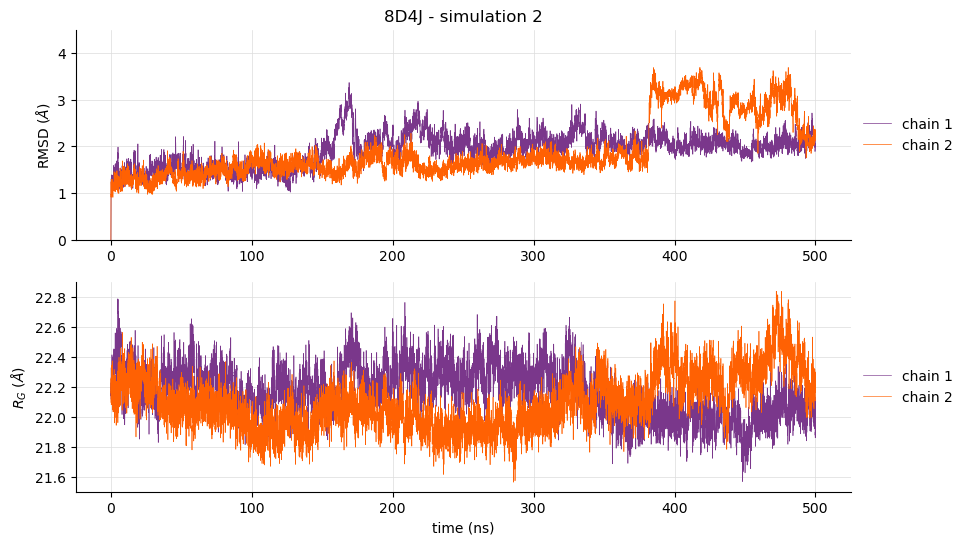 8D4J - simulation 2
RMSD (Å)
4
3
2
1
0
0 100 200 300 400 500
chain 1
chain 2
R_G (Å)
22.8
22.6
22.4
22.2
22.0
21.8
21.6
0 100 200 300 400 500
time (ns)
chain 1
chain 2